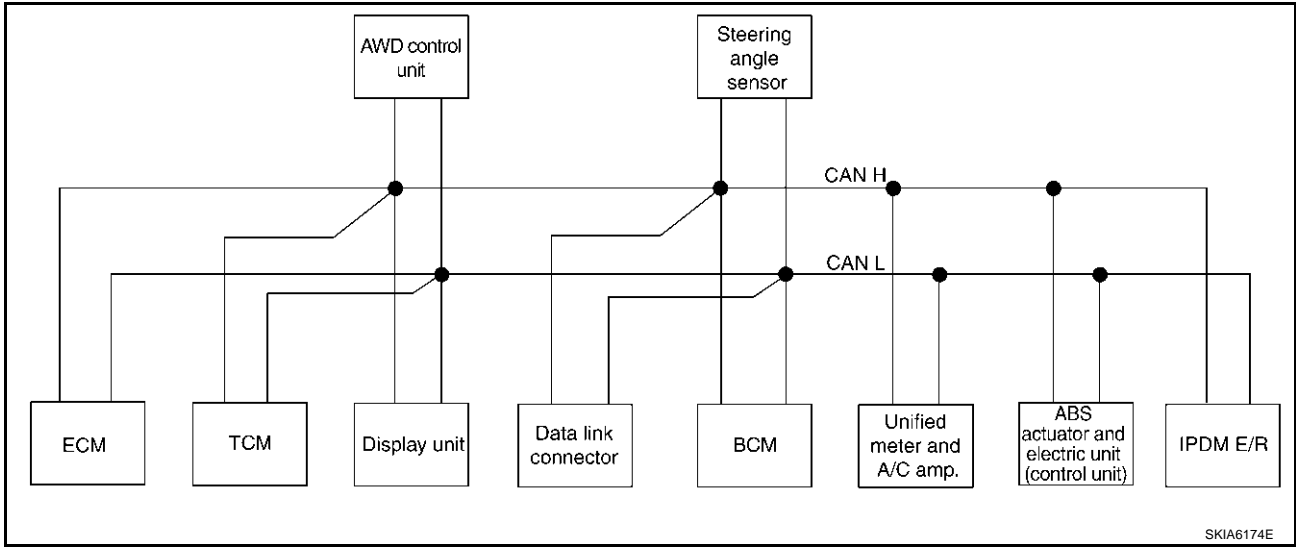 AWD control
unit
Steering
angle
sensor
CAN H
CAN L
ECM
TCM
Display unit
Data link
connector
BCM
Unified
meter and
A/C amp.
ABS
actuator and
electric unit
(control unit)
IPDM E/R
SKIA6174E